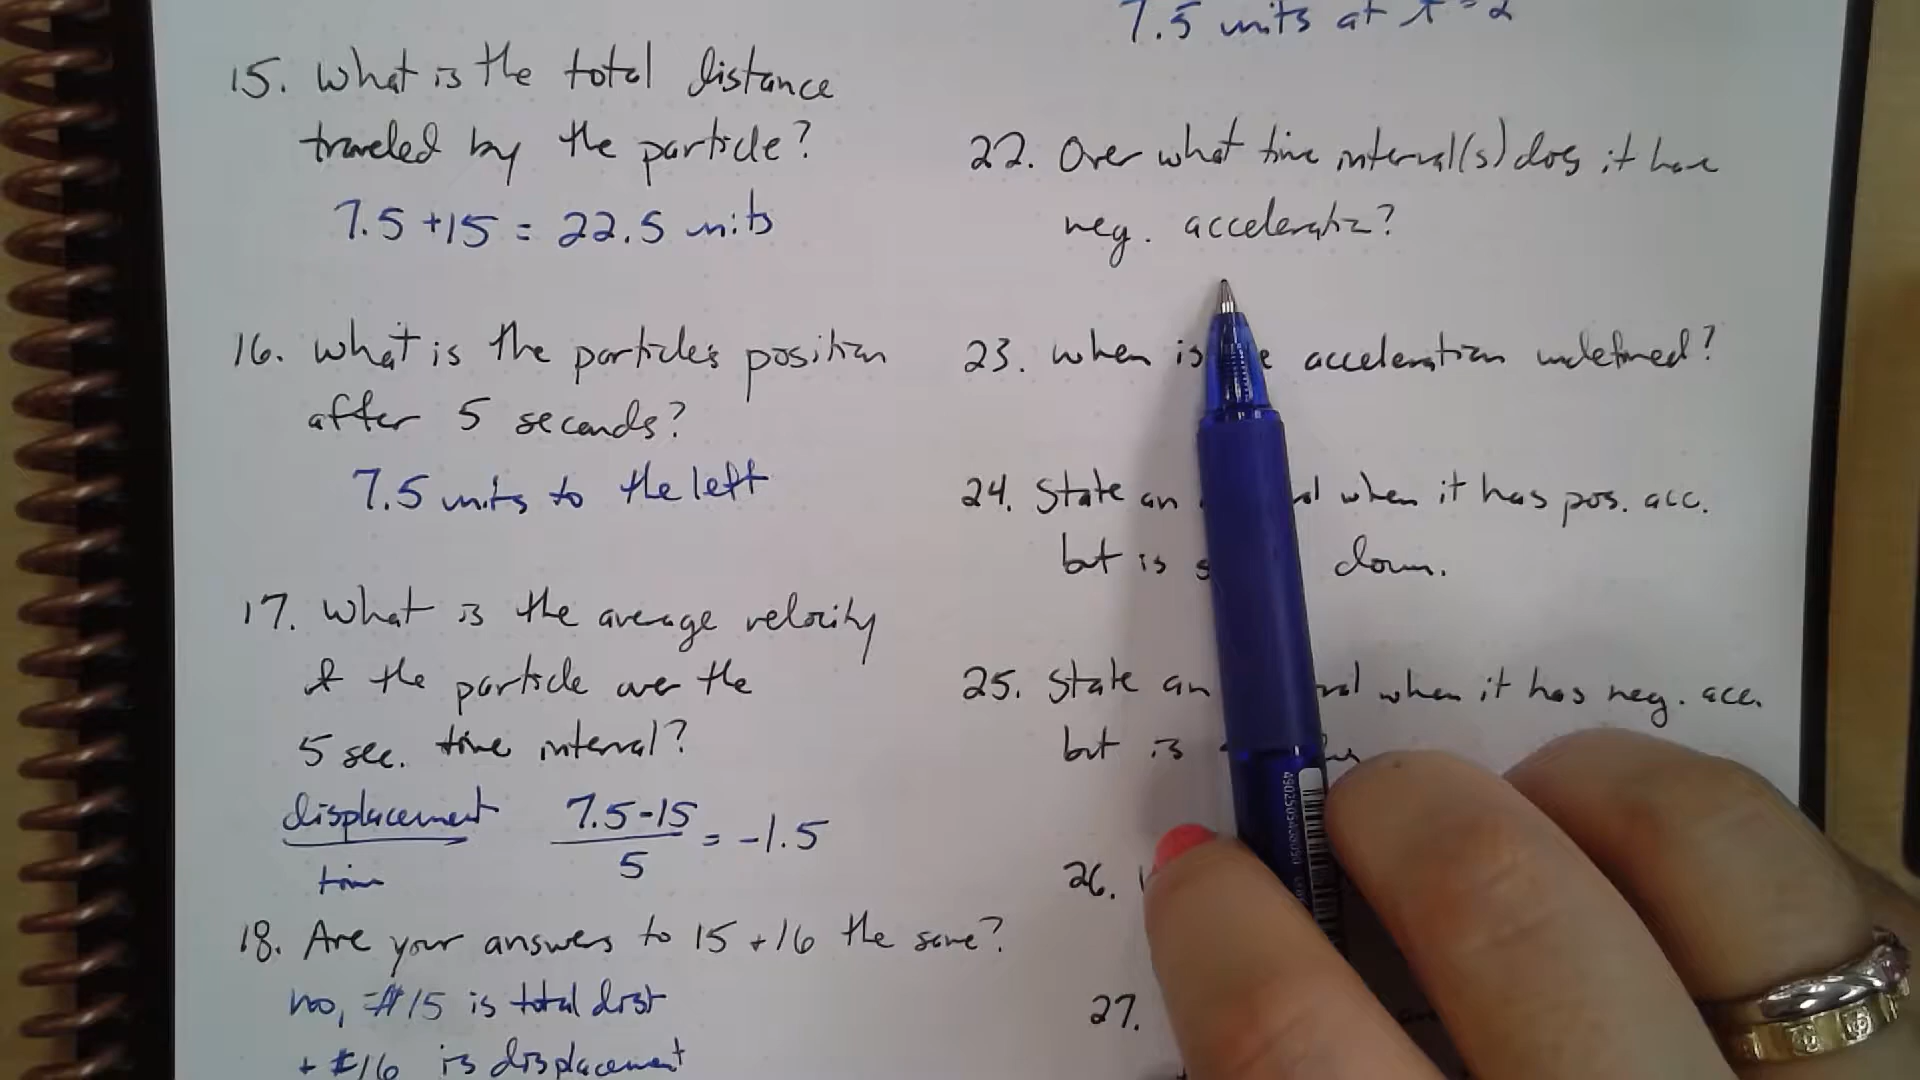 15. What is the total distance
traveled by the particle?
7.5 + 15 = 22.5 units
16. What is the particle's position
after 5 seconds?
7.5 units to the left
17. What is the average velocity
of the particle over the
5 sec. time interval?
displacement
time
7.5 - 15
5
= -1.5
18. Are your answers to 15 + 16 the same?
no, #15 is total dist
+ #16 is displacement
7.5 units at t = 2
22. Over what time interval(s) does it have
neg. acceleration?
23. When is acceleration undefined?
24. State an when it has pos. acc.
but is down.
25. State an when it has neg. acc.
but is
26.
27.